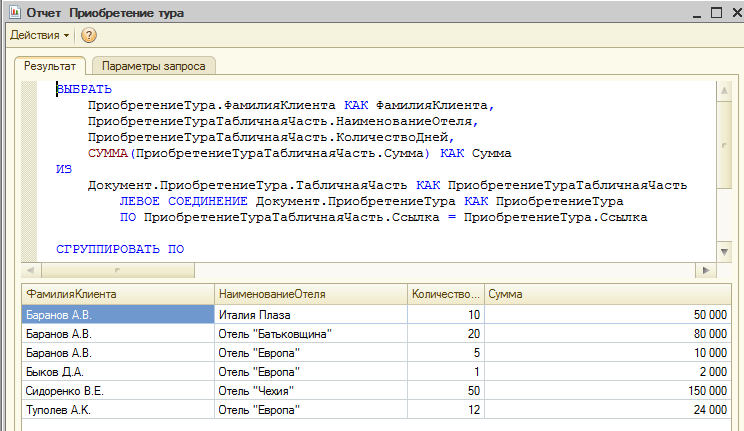 Отчет Приобретение тура
Действия
Результат Параметры запроса
ВЫБРАТЬ
ПриобретениеТура.ФамилияКлиента КАК ФамилияКлиента,
ПриобретениеТураТабличнаяЧасть.НаименованиеОтеля,
ПриобретениеТураТабличнаяЧасть.КоличествоДней,
СУММА(ПриобретениеТураТабличнаяЧасть.Сумма) КАК Сумма
ИЗ
Документ.ПриобретениеТура.ТабличнаяЧасть КАК ПриобретениеТураТабличнаяЧасть
ЛЕВОЕ СОЕДИНЕНИЕ Документ.ПриобретениеТура КАК ПриобретениеТура
ПО ПриобретениеТураТабличнаяЧасть.Ссылка = ПриобретениеТура.Ссылка
СГРУППИРОВАТЬ ПО
ФамилияКлиента НаименованиеОтеля Количество... Сумма
Баранов А.В. Италия Плаза 10 50 000
Баранов А.В. Отель "Батьковщина" 20 80 000
Баранов А.В. Отель "Европа" 5 10 000
Быков Д.А. Отель "Европа" 1 2 000
Сидоренко В.Е. Отель "Чехия" 50 150 000
Туполев А.К. Отель "Европа" 12 24 000